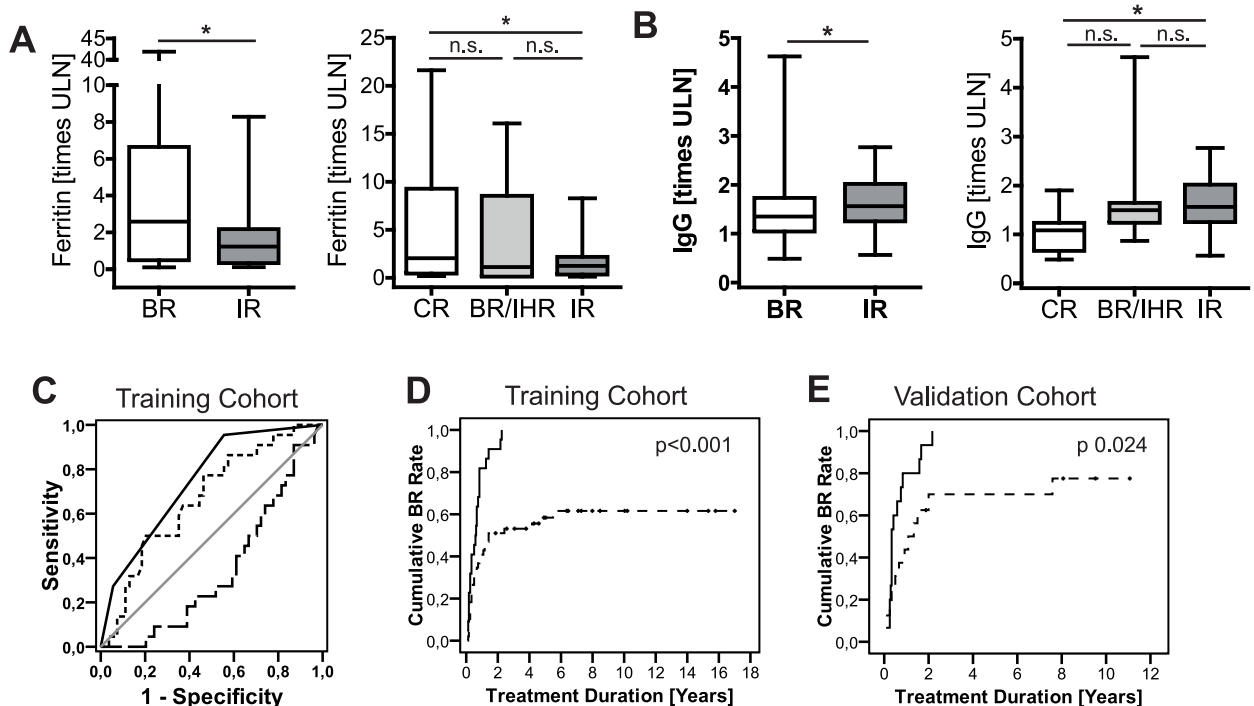 A
Ferritin [times ULN]
45
40
10
8
6
4
2
0
*
BR IR
Ferritin [times ULN]
25
20
15
10
5
0
*
n.s. n.s.
CR BR/IHR IR
B
IgG [times ULN]
5
4
3
2
1
0
*
BR IR
IgG [times ULN]
5
4
3
2
1
0
*
n.s. n.s.
CR BR/IHR IR
C
Training Cohort
Sensitivity
1,0
0,8
0,6
0,4
0,2
0,0
0,0 0,2 0,4 0,6 0,8 1,0
1 - Specificity
D
Training Cohort
p<0.001
Cumulative BR Rate
1,0
0,8
0,6
0,4
0,2
0,0
0 2 4 6 8 10 12 14 16 18
Treatment Duration [Years]
E
Validation Cohort
p 0.024
Cumulative BR Rate
1,0
0,8
0,6
0,4
0,2
0,0
0 2 4 6 8 10 12
Treatment Duration [Years]